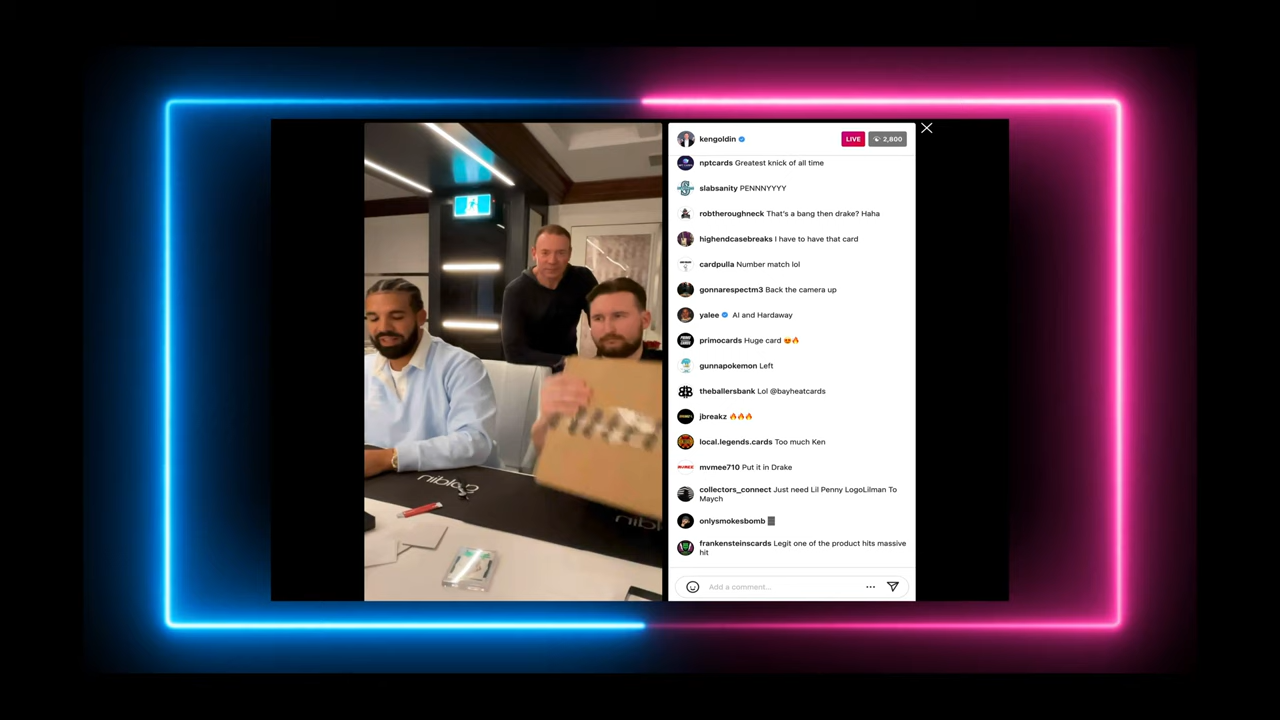 kengoldin
LIVE
2,800
nptcards Greatest knick of all time
slabsanity PENNNYYYY
robtheroughneck That's a bang then drake? Haha
highendcasebreaks I have to have that card
cardpulla Number match lol
gonnarespectm3 Back the camera up
yalee AI and Hardaway
primocards Huge card 😍🔥
gunnapokemon Left
theballersbank Lol @bayheatcards
jbreakz 🔥🔥🔥
local.legends.cards Too much Ken
mvmee710 Put it in Drake
collectors_connect Just need Lil Penny LogoLilman To
Maych
onlysmokesbomb
frankensteinscards Legit one of the product hits massive
hit
Add a comment...
Goldin